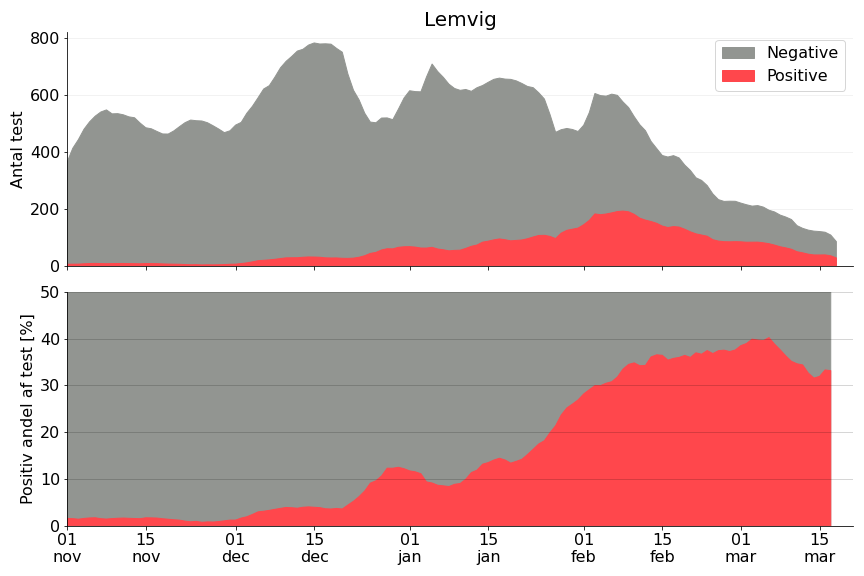 Lemvig
800
600
400
200
0
Antal test
Negative
Positive
50
40
30
20
10
0
Positiv andel af test [%]
01 15 01 15 01 15 01 15 01 15
nov nov dec dec jan jan feb feb mar mar